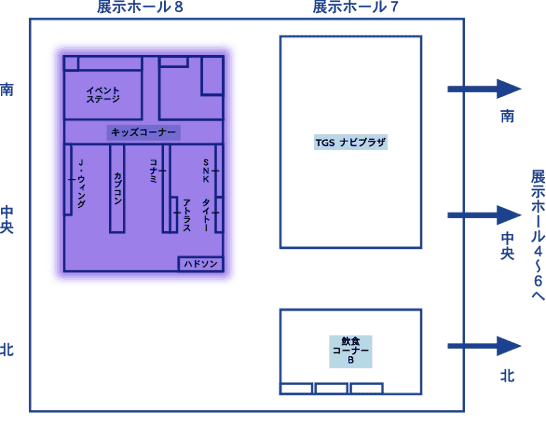 展示ホール8
展示ホール7
南
イベント
ステージ
キッズコーナー
TGS ナビプラザ
南
中央
J・ウィング
カプコン
コナミ
アトラス
SNK
タイトー
ハドソン
中央
展示ホール4～6へ
北
飲食
コーナー
B
北